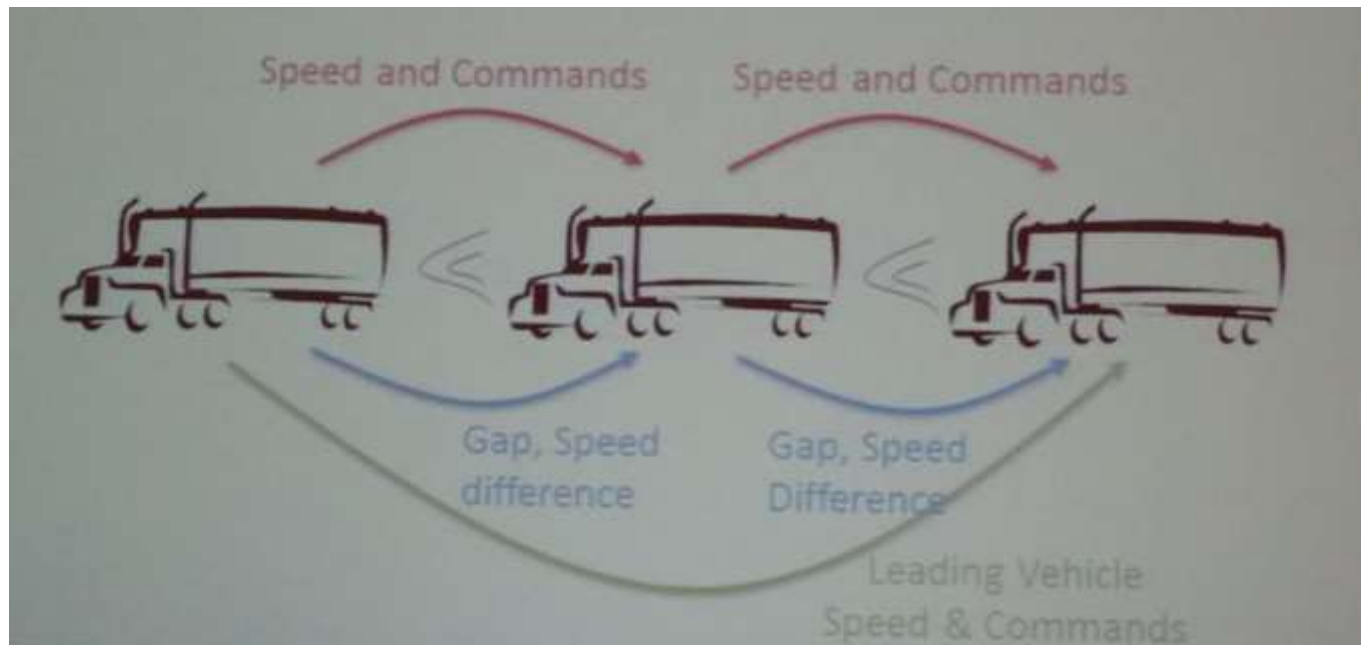 Speed and Commands
Speed and Commands
Gap, Speed
difference
Gap, Speed
Difference
Leading Vehicle
Speed & Commands